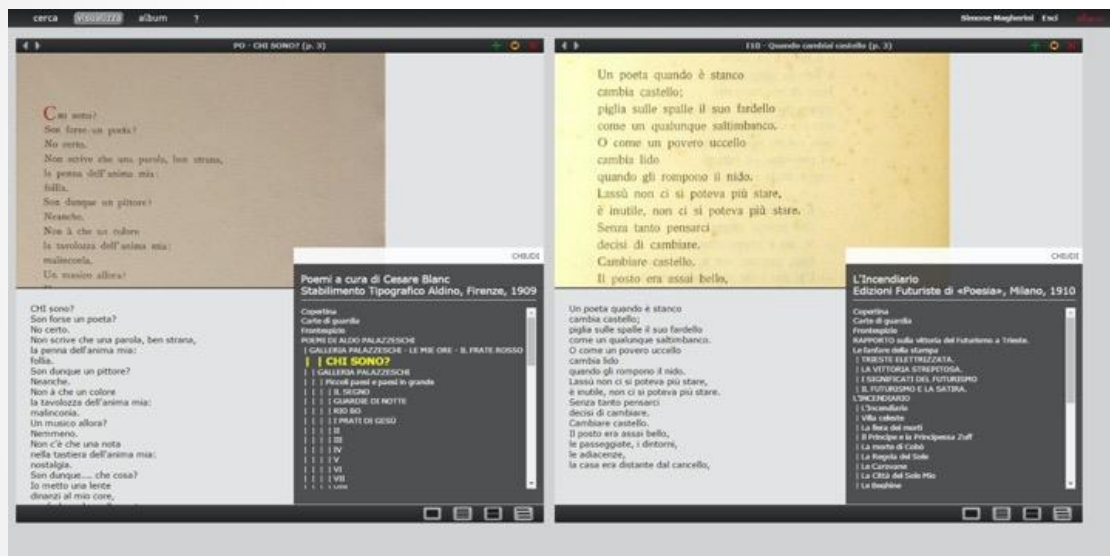 cerca visualizza album ?
Simone Magherini Esci
PO - CHI SONO? (p. 3)
CHI sono?
Son forse un poeta?
No certo.
Non scrive che una parola, ben strana,
la penna dell'anima mia:
follia.
Son dunque un pittore?
Neanche.
Non à che un colore
la tavolozza dell'anima mia:
malinconia.
Un musico allora?
CHIUDI
Poemi a cura di Cesare Blanc
Stabilimento Tipografico Aldino, Firenze, 1909
Copertina
Carte di guardia
Frontespizio
POEMI DI ALDO PALAZZESCHI
| GALLERIA PALAZZESCHI - LE MIE ORE - IL FRATE ROSSO
| | CHI SONO?
| | GALLERIA PALAZZESCHI
| | | Piccoli paesi e paesi in grande
| | | | IL SEGNO
| | | | GUARDIE DI NOTTE
| | | | RIO BO
| | | | I PRATI DI GESÙ
| | | | II
| | | | III
| | | | IV
| | | | V
| | | | VI
| | | | VII
| | | | VIII
CHI sono?
Son forse un poeta?
No certo.
Non scrive che una parola, ben strana,
la penna dell'anima mia:
follia.
Son dunque un pittore?
Neanche.
Non à che un colore
la tavolozza dell'anima mia:
malinconia.
Un musico allora?
Nemmeno.
Non c'è che una nota
nella tastiera dell'anima mia:
nostalgia.
Son dunque.... che cosa?
Io metto una lente
dinanzi al mio core,
I10 - Quando cambiai castello (p. 3)
Un poeta quando è stanco
cambia castello;
piglia sulle spalle il suo fardello
come un qualunque saltimbanco.
O come un povero uccello
cambia lido
quando gli rompono il nido.
Lassù non ci si poteva più stare,
è inutile, non ci si poteva più stare.
Senza tanto pensarci
decisi di cambiare.
Cambiare castello.
Il posto era assai bello,
CHIUDI
L'Incendiario
Edizioni Futuriste di «Poesia», Milano, 1910
Copertina
Carte di guardia
Frontespizio
RAPPORTO sulla vittoria del Futurismo a Trieste.
Le fanfare della stampa
| TRIESTE ELETTRIZZATA.
| LA VITTORIA STREPITOSA.
| I SIGNIFICATI DEL FUTURISMO
| IL FUTURISMO E LA SATIRA.
L'INCENDIARIO
| L'Incendiario
| Villa celeste
| La fiera dei morti
| Il Principe e la Principessa Zuff
| La morte di Cobò
| La Regola del Sole
| Le Carovane
| La Città del Sole Mio
| Le Beghine
Un poeta quando è stanco
cambia castello;
piglia sulle spalle il suo fardello
come un qualunque saltimbanco.
O come un povero uccello
cambia lido
quando gli rompono il nido.
Lassù non ci si poteva più stare,
è inutile, non ci si poteva più stare.
Senza tanto pensarci
decisi di cambiare.
Cambiare castello.
Il posto era assai bello,
le passeggiate, i dintorni,
le adiacenze,
la casa era distante dal cancello,